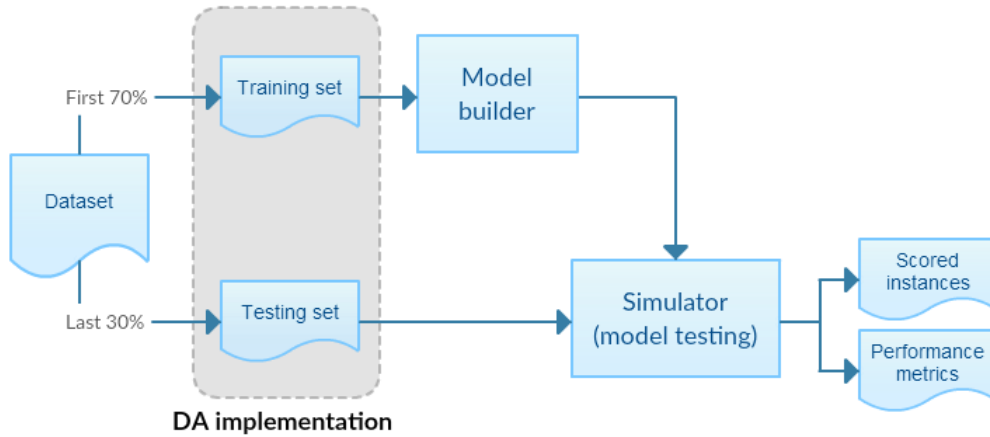 First 70%
Training set
Model
builder
Dataset
Last 30%
Testing set
Simulator
(model testing)
Scored
instances
Performance
metrics
DA implementation